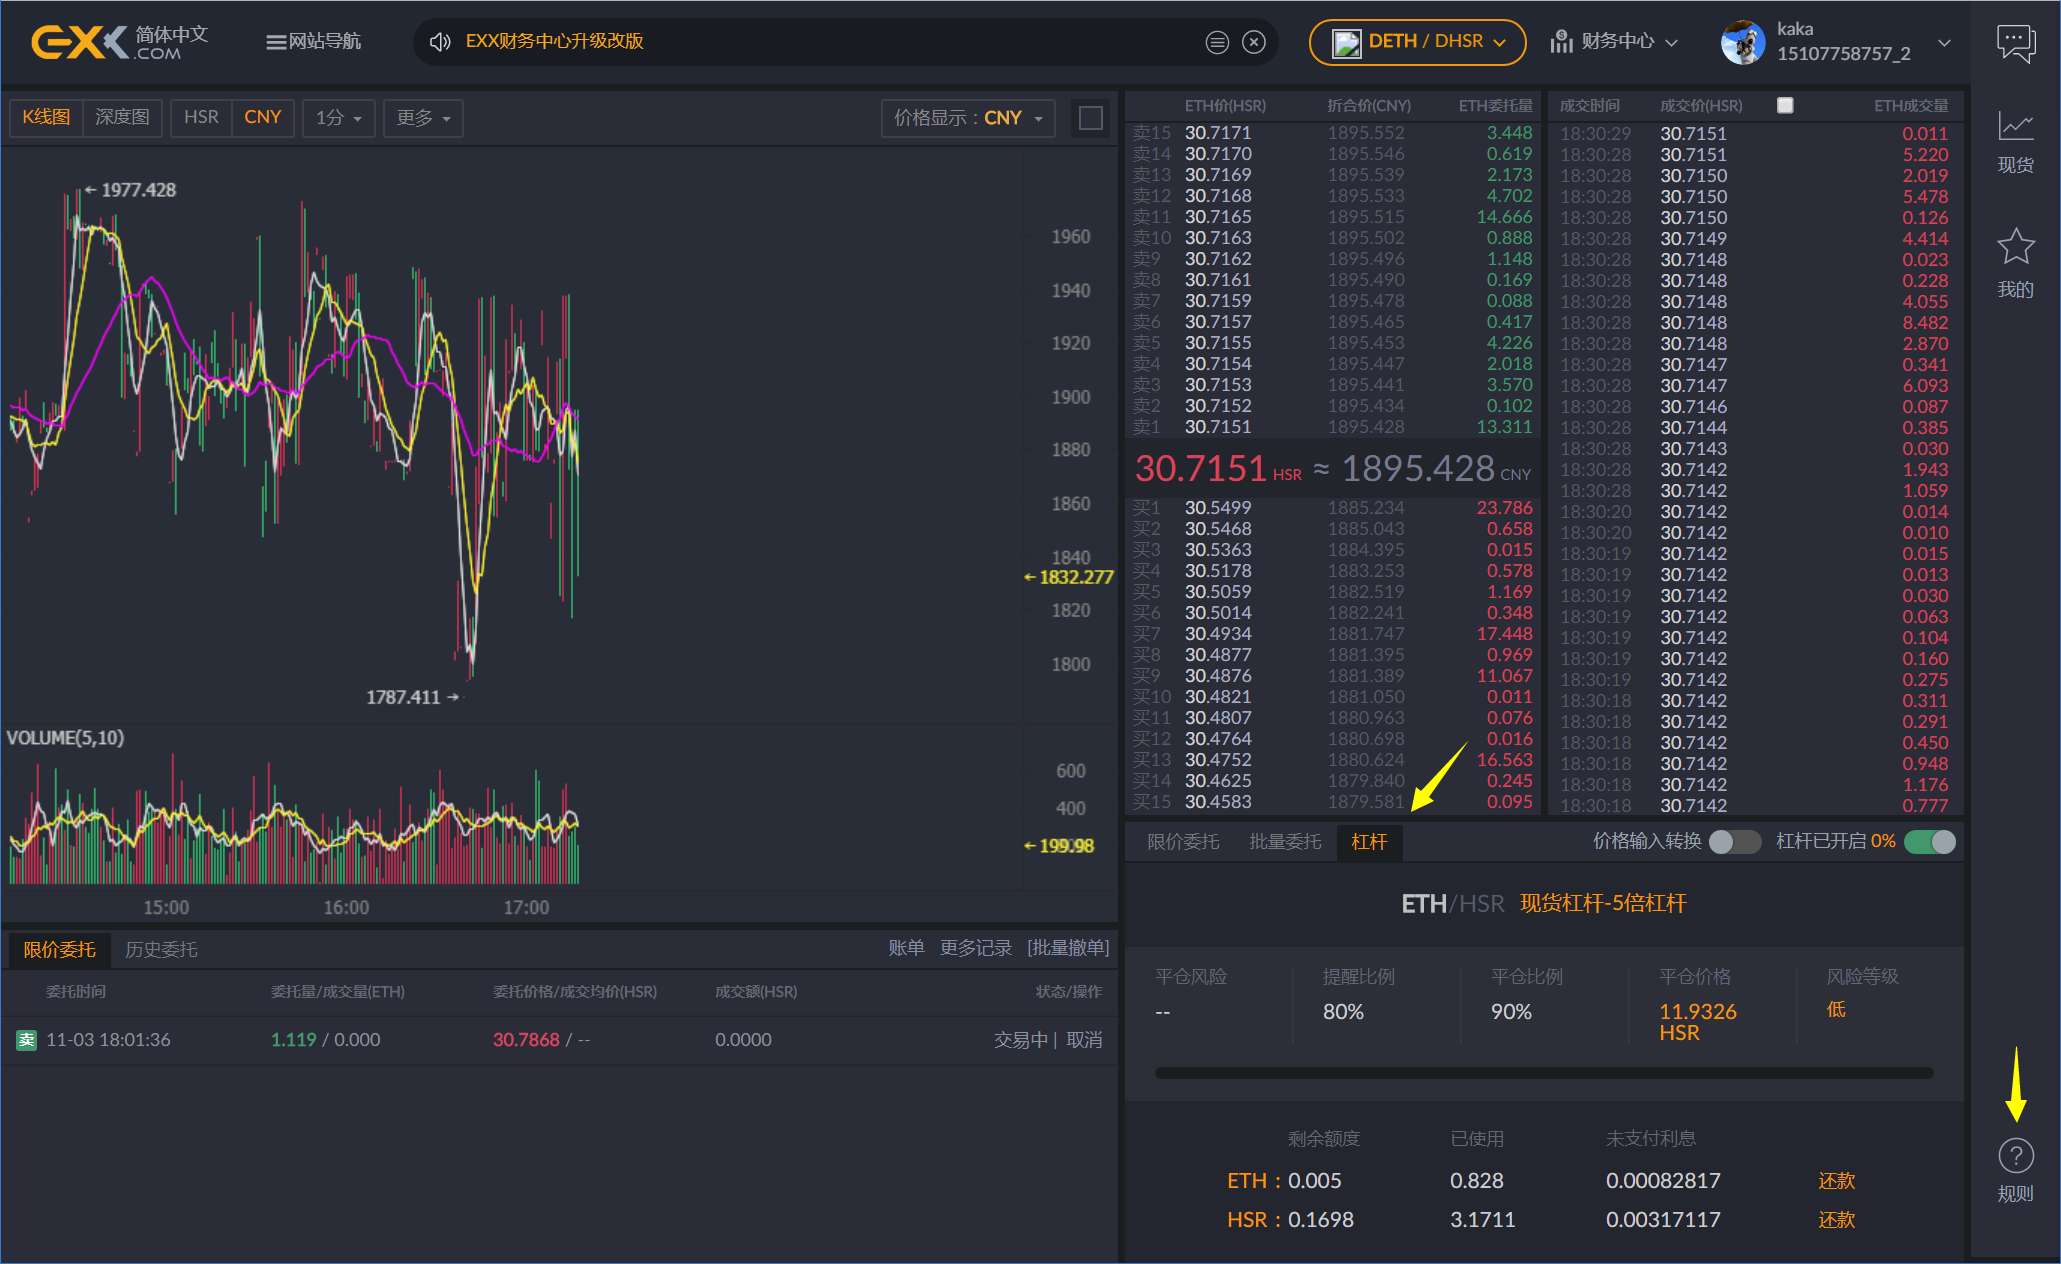 EXX.COM 简体中文
网站导航
EXX财务中心升级改版
DETH / DHSR
财务中心
kaka
15107758757_2
K线图 深度图 HSR CNY 1分 更多 价格显示：CNY
←1977.428
1960
1940
1920
1900
1880
1860
1840
←1832.277
1820
1800
1787.411→
VOLUME(5,10)
600
400
←199.98
15:00 16:00 17:00
限价委托 历史委托 账单 更多记录 [批量撤单]
委托时间 委托量/成交量(ETH) 委托价格/成交均价(HSR) 成交额(HSR) 状态/操作
卖 11-03 18:01:36 1.119 / 0.000 30.7868 / -- 0.0000 交易中 | 取消
ETH价(HSR) 折合价(CNY) ETH委托量
卖15 30.7171 1895.552 3.448
卖14 30.7170 1895.546 0.619
卖13 30.7169 1895.539 2.173
卖12 30.7168 1895.533 4.702
卖11 30.7165 1895.515 14.666
卖10 30.7163 1895.502 0.888
卖9 30.7162 1895.496 1.148
卖8 30.7161 1895.490 0.169
卖7 30.7159 1895.478 0.088
卖6 30.7157 1895.465 0.417
卖5 30.7155 1895.453 4.226
卖4 30.7154 1895.447 2.018
卖3 30.7153 1895.441 3.570
卖2 30.7152 1895.434 0.102
卖1 30.7151 1895.428 13.311
30.7151 HSR ≈ 1895.428 CNY
买1 30.5499 1885.234 23.786
买2 30.5468 1885.043 0.658
买3 30.5363 1884.395 0.015
买4 30.5178 1883.253 0.578
买5 30.5059 1882.519 1.169
买6 30.5014 1882.241 0.348
买7 30.4934 1881.747 17.448
买8 30.4877 1881.395 0.969
买9 30.4876 1881.389 11.067
买10 30.4821 1881.050 0.011
买11 30.4807 1880.963 0.076
买12 30.4764 1880.698 0.016
买13 30.4752 1880.624 16.563
买14 30.4625 1879.840 0.245
买15 30.4583 1879.581 0.095
成交时间 成交价(HSR) ETH成交量
18:30:29 30.7151 0.011
18:30:28 30.7151 5.220
18:30:28 30.7150 2.019
18:30:28 30.7150 5.478
18:30:28 30.7150 0.126
18:30:28 30.7149 4.414
18:30:28 30.7148 0.023
18:30:28 30.7148 0.228
18:30:28 30.7148 4.055
18:30:28 30.7148 8.482
18:30:28 30.7148 2.870
18:30:28 30.7147 0.341
18:30:28 30.7147 6.093
18:30:28 30.7146 0.087
18:30:28 30.7144 0.385
18:30:28 30.7143 0.030
18:30:28 30.7142 1.943
18:30:28 30.7142 1.059
18:30:20 30.7142 0.014
18:30:20 30.7142 0.010
18:30:19 30.7142 0.015
18:30:19 30.7142 0.013
18:30:19 30.7142 0.030
18:30:19 30.7142 0.063
18:30:19 30.7142 0.104
18:30:19 30.7142 0.160
18:30:19 30.7142 0.275
18:30:18 30.7142 0.311
18:30:18 30.7142 0.291
18:30:18 30.7142 0.450
18:30:18 30.7142 0.948
18:30:18 30.7142 1.176
18:30:18 30.7142 0.777
限价委托 批量委托 杠杆 价格输入转换 杠杆已开启 0%
ETH/HSR 现货杠杆-5倍杠杆
平仓风险 提醒比例 平仓比例 平仓价格 风险等级
-- 80% 90% 11.9326 HSR 低
剩余额度 已使用 未支付利息
ETH：0.005 0.828 0.00082817 还款
HSR：0.1698 3.1711 0.00317117 还款
现货
我的
?
规则